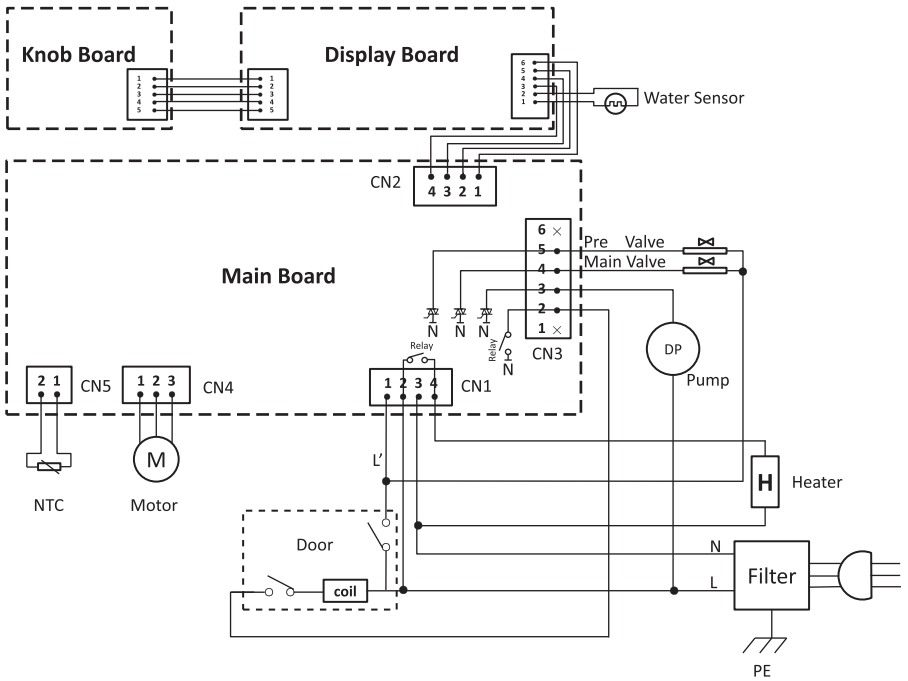 Knob Board
1
2
3
4
5
1
2
3
4
5
Display Board
6
5
4
3
2
1
Water Sensor
CN2
4 3 2 1
Main Board
6
5
4
3
2
1
CN3
Pre Valve
Main Valve
N N N
Relay
N
Relay
1 2 3 4
CN1
DP
Pump
2 1
CN5
1 2 3
CN4
M
NTC
Motor
L'
H
Heater
Door
coil
N
L
Filter
PE